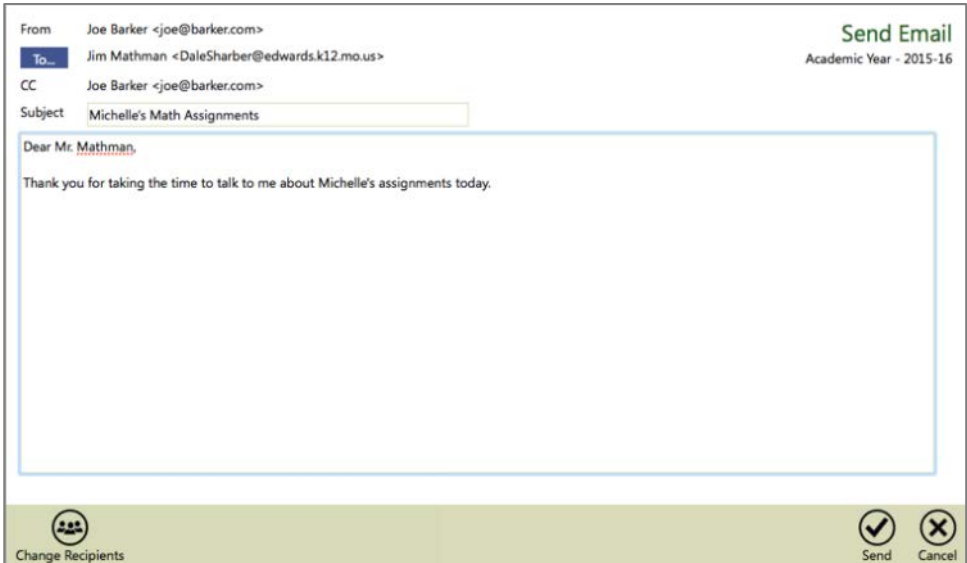 From Joe Barker <joe@barker.com>
Send Email
To... Jim Mathman <DaleSharber@edwards.k12.mo.us>
Academic Year - 2015-16
CC Joe Barker <joe@barker.com>
Subject Michelle's Math Assignments
Dear Mr. Mathman,
Thank you for taking the time to talk to me about Michelle's assignments today.
Change Recipients
Send Cancel